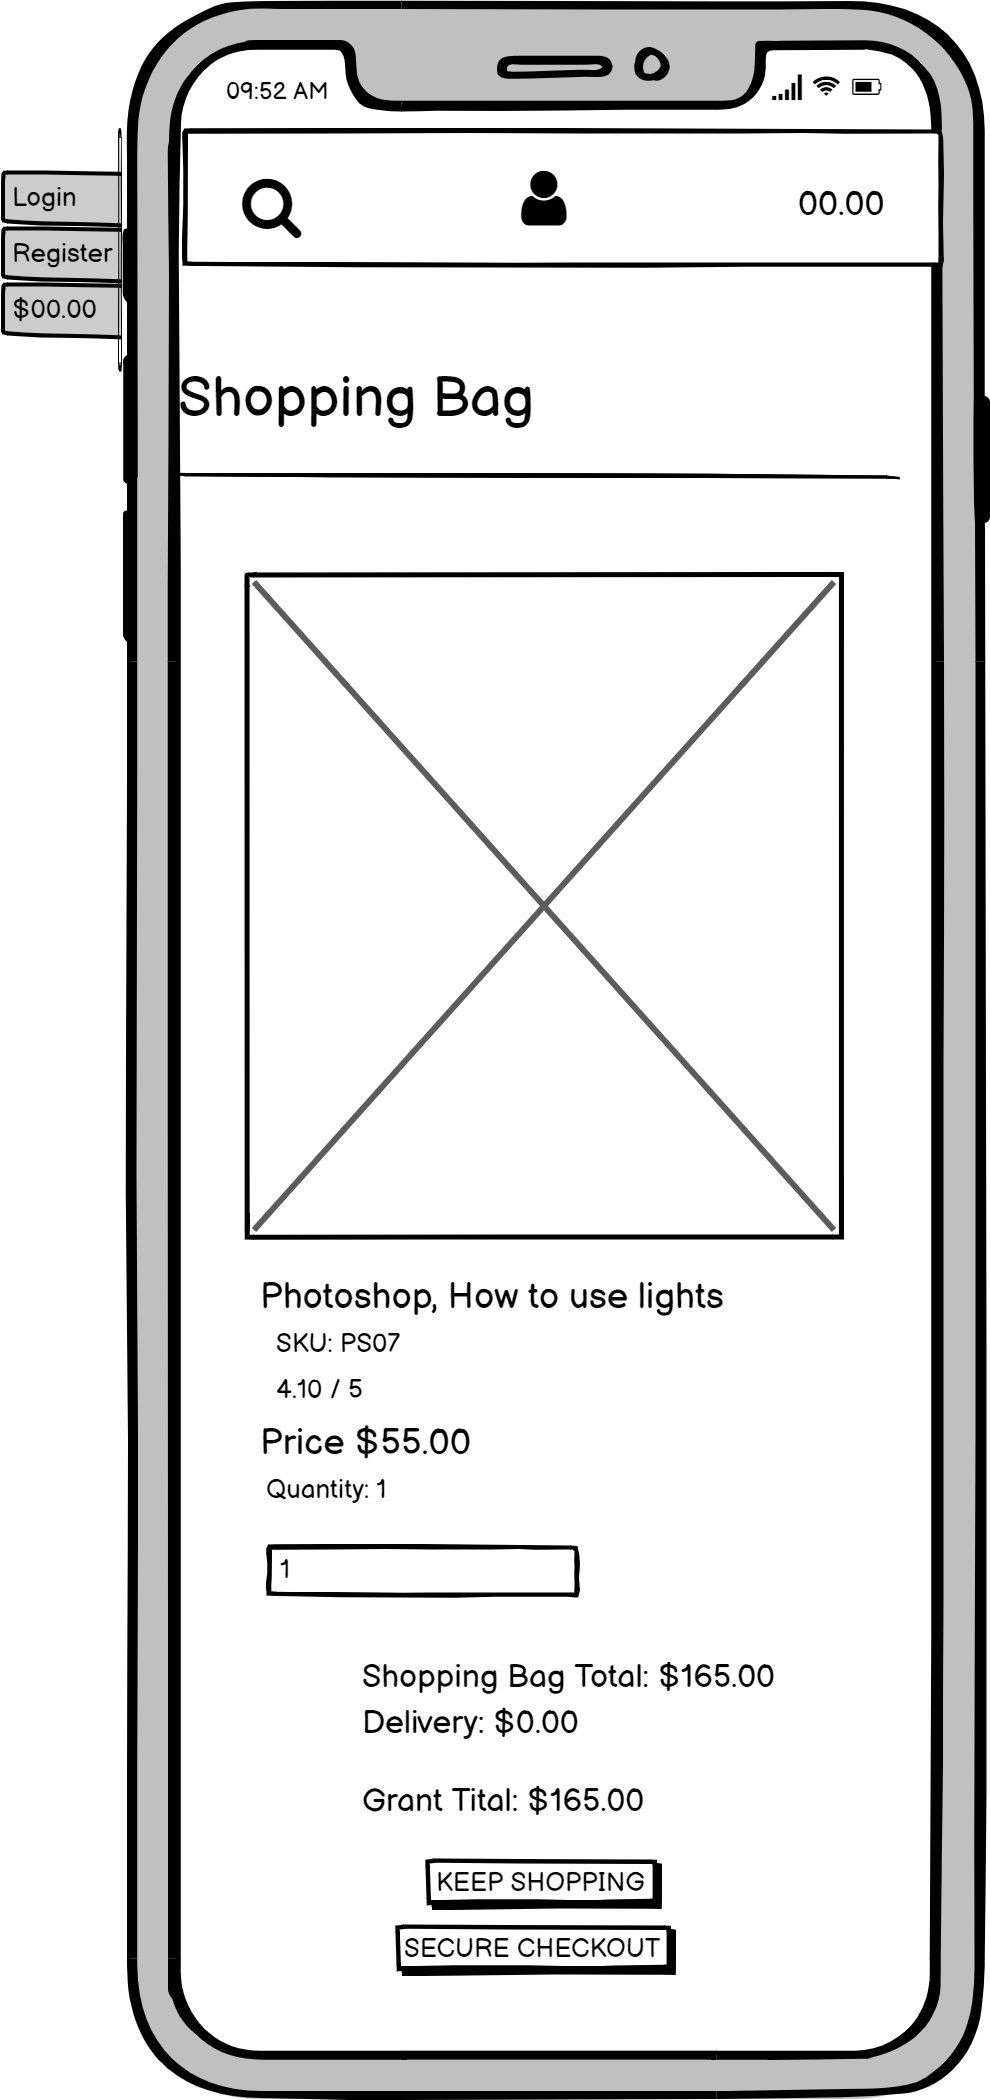 09:52 AM
Login
Register
$00.00
00.00
Shopping Bag
Photoshop, How to use lights
SKU: PS07
4.10 / 5
Price $55.00
Quantity: 1
1
Shopping Bag Total: $165.00
Delivery: $0.00
Grant Tital: $165.00
KEEP SHOPPING
SECURE CHECKOUT